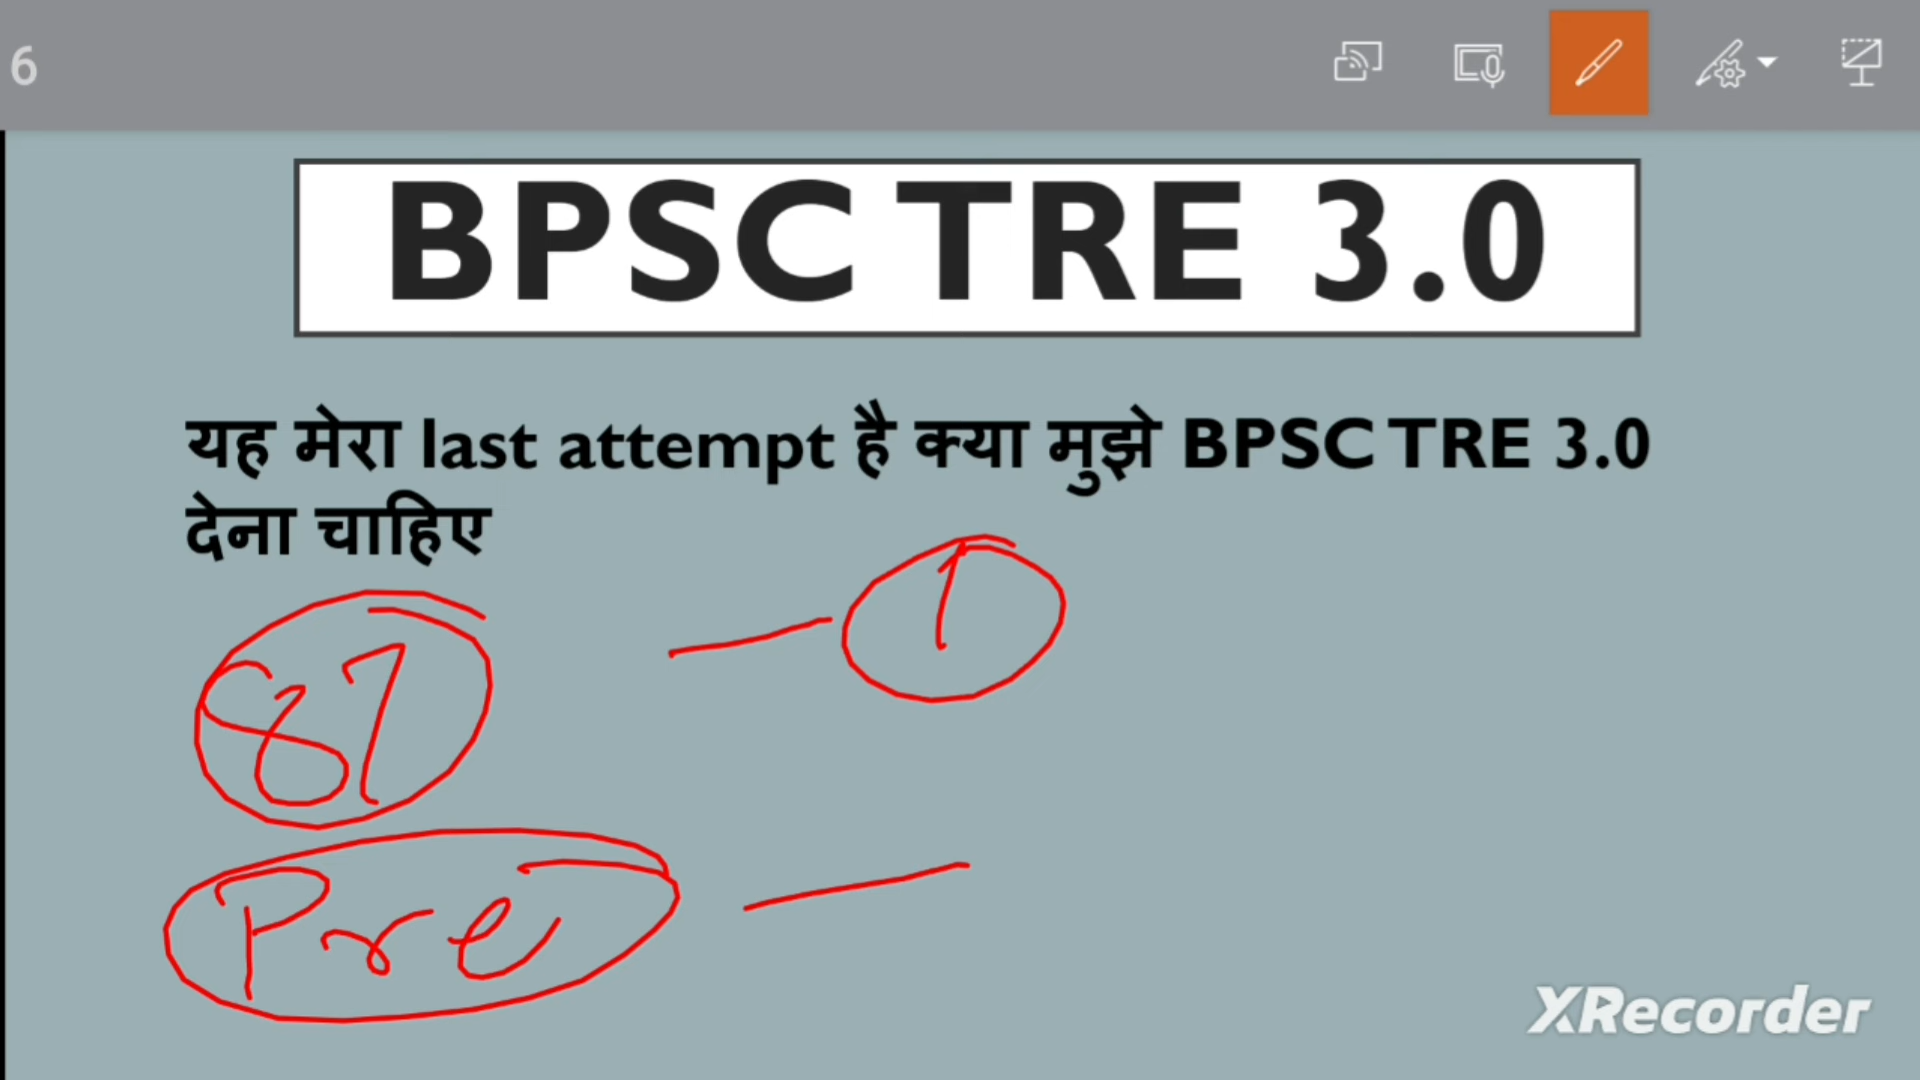 6
BPSC TRE 3.0
यह मेरा last attempt है क्या मुझे BPSC TRE 3.0
देना चाहिए
87 — 1
Pre —
XRecorder